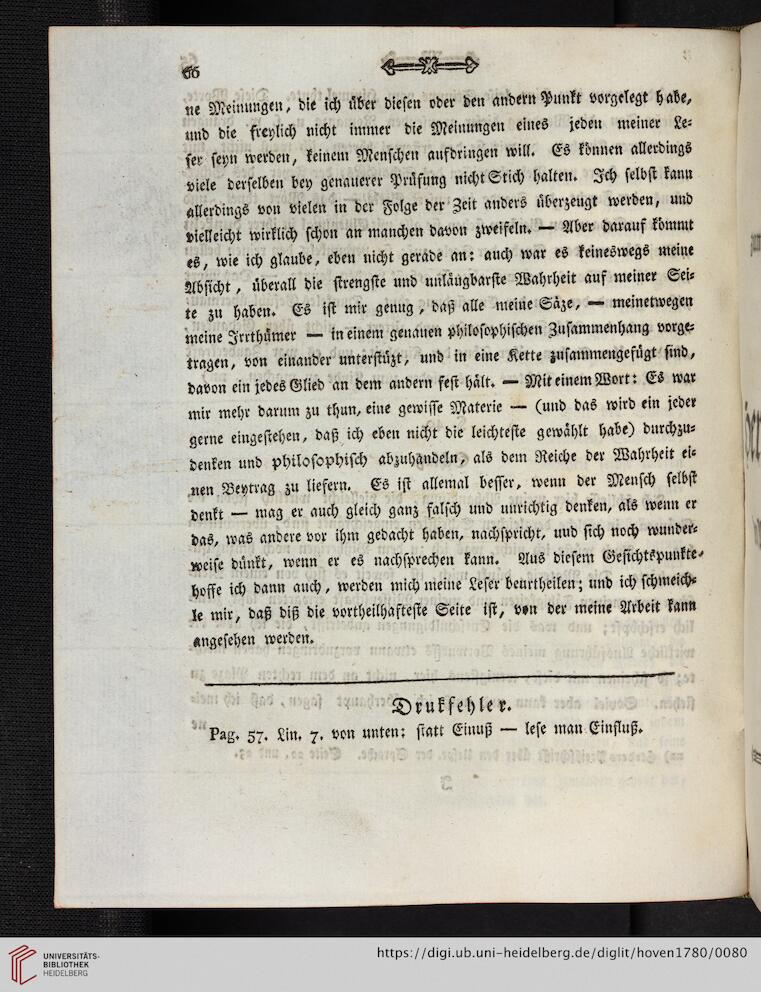 66
ne Meinungen, die ich über diesen oder den andern Punkt vorgelegt habe,
und die freylich nicht immer die Meinungen eines jeden meiner Le-
ser seyn werden, keinem Menschen aufdringen will. Es können allerdings
viele derselben bey genauerer Prüfung nicht Stich halten. Ich selbst kann
allerdings von vielen in der Folge der Zeit anders überzeugt werden, und
vielleicht wirklich schon an manchen davon zweifeln. — Aber darauf kömmt
es, wie ich glaube, eben nicht gerade an: auch war es keineswegs meine
Absicht, überall die strengste und unläugbarste Wahrheit auf meiner Sei-
te zu haben. Es ist mir genug, daß alle meine Säze, — meinetwegen
meine Irrthümer — in einem genauen philosophischen Zusammenhang vorge-
tragen, von einander unterstüzt, und in eine Kette zusammengefügt sind,
davon ein jedes Glied an dem andern fest hält. — Mit einem Wort: Es war
mir mehr darum zu thun, eine gewisse Materie — (und das wird ein jeder
gerne eingestehen, daß ich eben nicht die leichteste gewählt habe) durchzu-
denken und philosophisch abzuhandeln, als dem Reiche der Wahrheit ei-
nen Beytrag zu liefern. Es ist allemal besser, wenn der Mensch selbst
denkt — mag er auch gleich ganz falsch und unrichtig denken, als wenn er
das, was andere vor ihm gedacht haben, nachspricht, und sich noch wunder-
weise dünkt, wenn er es nachsprechen kann. Aus diesem Gesichtspunkte
hoffe ich dann auch, werden mich meine Leser beurtheilen; und ich schmeich-
le mir, daß diß die vortheilhafteste Seite ist, von der meine Arbeit kann
angesehen werden.
Drukfehler.
Pag. 57. Lin. 7. von unten: statt Einuß — lese man Einfluß.
UNIVERSITÄTS-
BIBLIOTHEK
HEIDELBERG
https://digi.ub.uni-heidelberg.de/diglit/hoven1780/0080